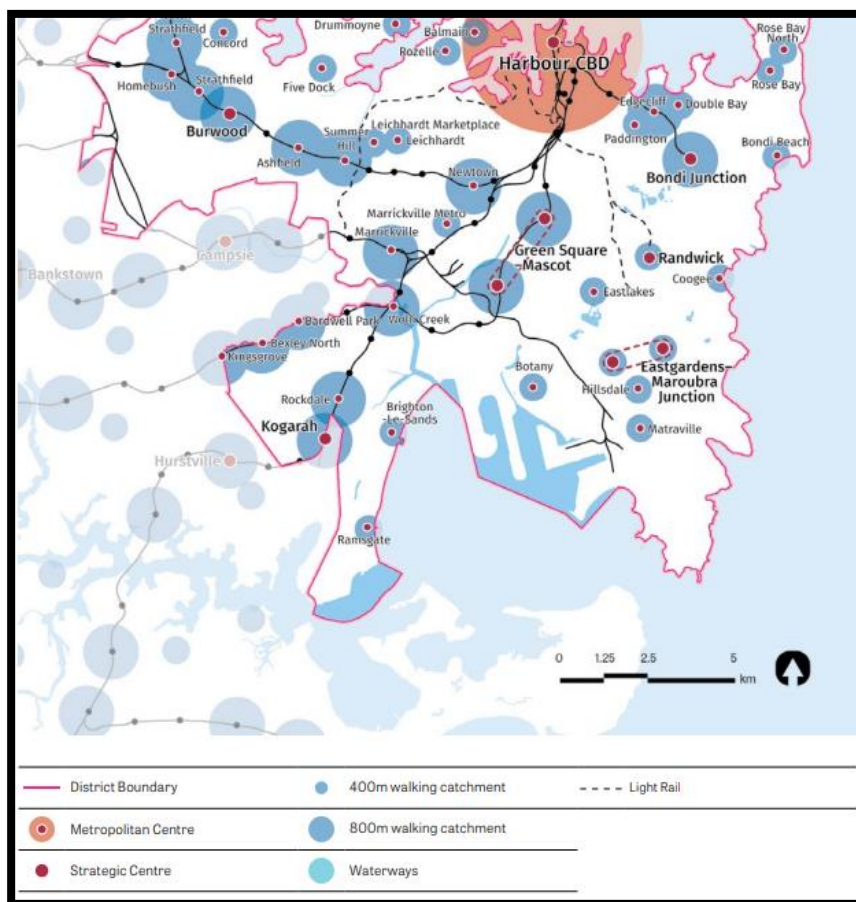 Drummoyne
Balmain
Rose Bay
North
Strathfield
Concord
Rozelle
Harbour CBD
Rose Bay
Homebush
Strathfield
Five Dock
Edgecliff
Double Bay
Burwood
Summer
Hill
Leichhardt Marketplace
Leichhardt
Paddington
Bondi Beach
Ashfield
Newtown
Bondi Junction
Marrickville Metro
Marrickville
Green Square
-Mascot
Randwick
Campsie
Coogee
Bankstown
Eastlakes
Bardwell Park
Wolli Creek
Bexley North
Kingsgrove
Botany
Eastgardens–
Maroubra
Junction
Hillsdale
Rockdale
Brighton
-Le-Sands
Kogarah
Matraville
Hurstville
Ramsgate
0 1.25 2.5 5
km
District Boundary
400m walking catchment
Light Rail
Metropolitan Centre
800m walking catchment
Strategic Centre
Waterways